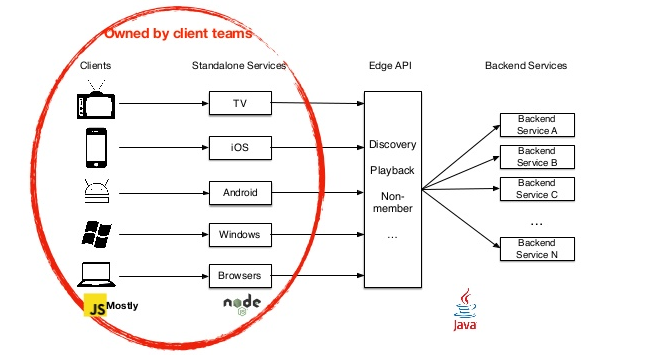 Owned by client teams
Clients
Standalone Services
Edge API
Backend Services
TV
iOS
Android
Windows
Browsers
Discovery
Playback
Non-
member
...
Backend
Service A
Backend
Service B
Backend
Service C
...
Backend
Service N
JS Mostly
node
JS
Java